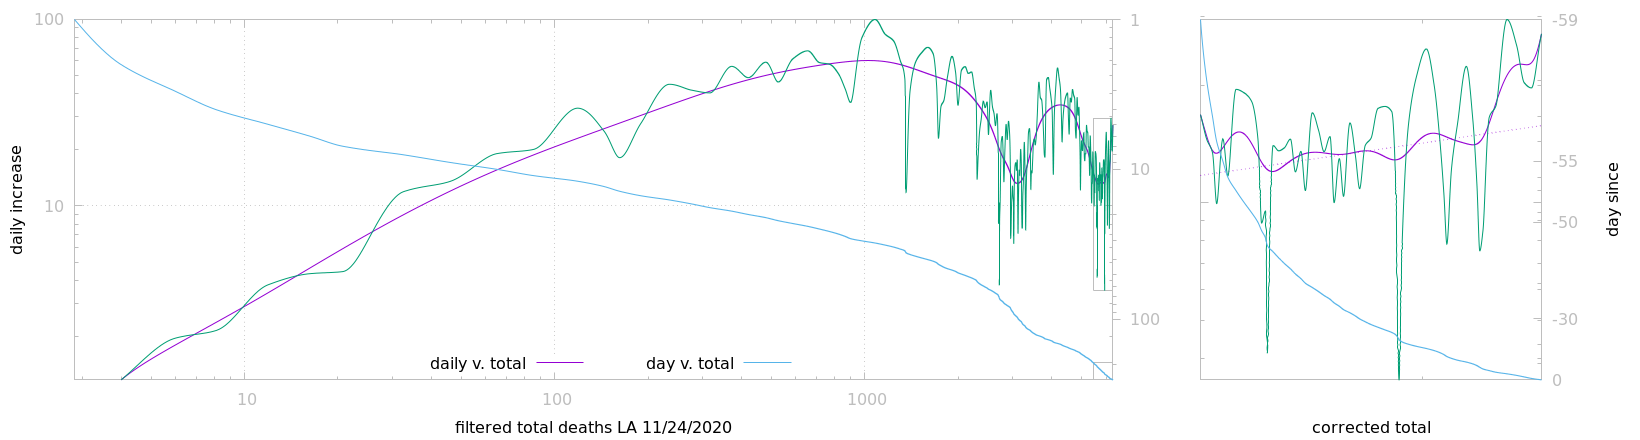 100
10
daily increase
10
100
1000
filtered total deaths LA 11/24/2020
daily v. total
day v. total
1
10
100
-59
-55
-50
-30
0
day since
corrected total